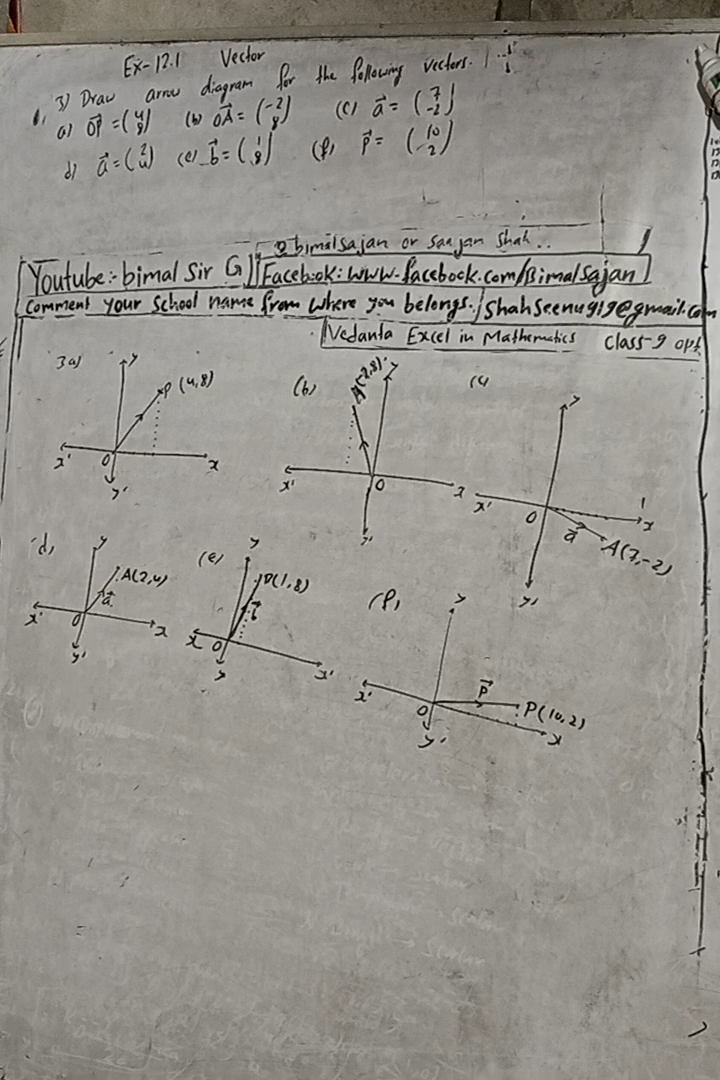 Ex-12.1 Vector
3) Draw arrow diagram for the following vectors.
a) OP⃗ = (4 8) (b) OA⃗ = (-2 8) (c) a⃗ = (7 -2)
d) a⃗ = (2 4) (e) b⃗ = (1 8) (f) p⃗ = (10 2)
bimalsajan or saajan shah..
Youtube:- bimal Sir G Facebook: www.facebook.com/Bimalsajan
Comment your school name from where you belongs. / Shahseenu919@gmail.com
Vedanta Excel in Mathematics Class-9 opt
3a) y P (4,8) x' O x y'
(b) A(-2,8) y x' O x y'
(c) y x' O x a⃗ A(7,-2) y'
d) y A(2,4) a⃗ x' O x y'
(e) y B(1,8) b⃗ x O x' y
(f) y x' O p⃗ P(10,2) x y'